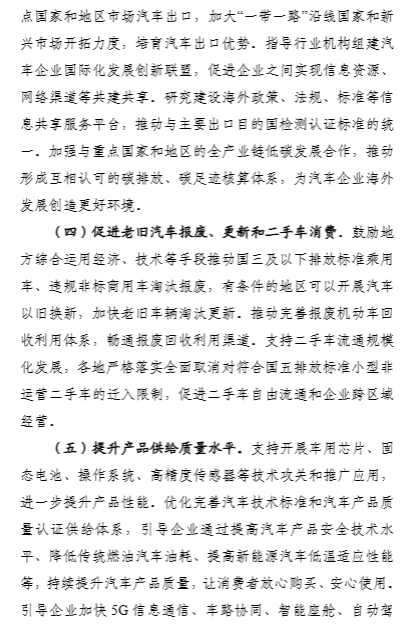 点国家和地区市场汽车出口，加大“一带一路”沿线国家和新
兴市场开拓力度，培育汽车出口优势。指导行业机构组建汽
车企业国际化发展创新联盟，促进企业之间实现信息资源、
网络渠道等共建共享。研究建设海外政策、法规、标准等信
息共享服务平台，推动与主要出口目的国检测认证标准的统
一。加强与重点国家和地区的全产业链低碳发展合作，推动
形成互相认可的碳排放、碳足迹核算体系，为汽车企业海外
发展创造更好环境。
（四）促进老旧汽车报废、更新和二手车消费。鼓励地
方综合运用经济、技术等手段推动国三及以下排放标准乘用
车、违规非标商用车淘汰报废，有条件的地区可以开展汽车
以旧换新，加快老旧车辆淘汰更新。推动完善报废机动车回
收利用体系，畅通报废回收利用渠道。支持二手车流通规模
化发展，各地严格落实全面取消对符合国五排放标准小型非
运营二手车的迁入限制，促进二手车自由流通和企业跨区域
经营。
（五）提升产品供给质量水平。支持开展车用芯片、固
态电池、操作系统、高精度传感器等技术攻关和推广应用，
进一步提升产品性能。优化完善汽车技术标准和汽车产品质
量认证供给体系，引导企业通过提高汽车产品安全技术水
平、降低传统燃油汽车油耗、提高新能源汽车低温适应性能
等，持续提升汽车产品质量，让消费者放心购买、安心使用。
引导企业加快 5G 信息通信、车路协同、智能座舱、自动驾